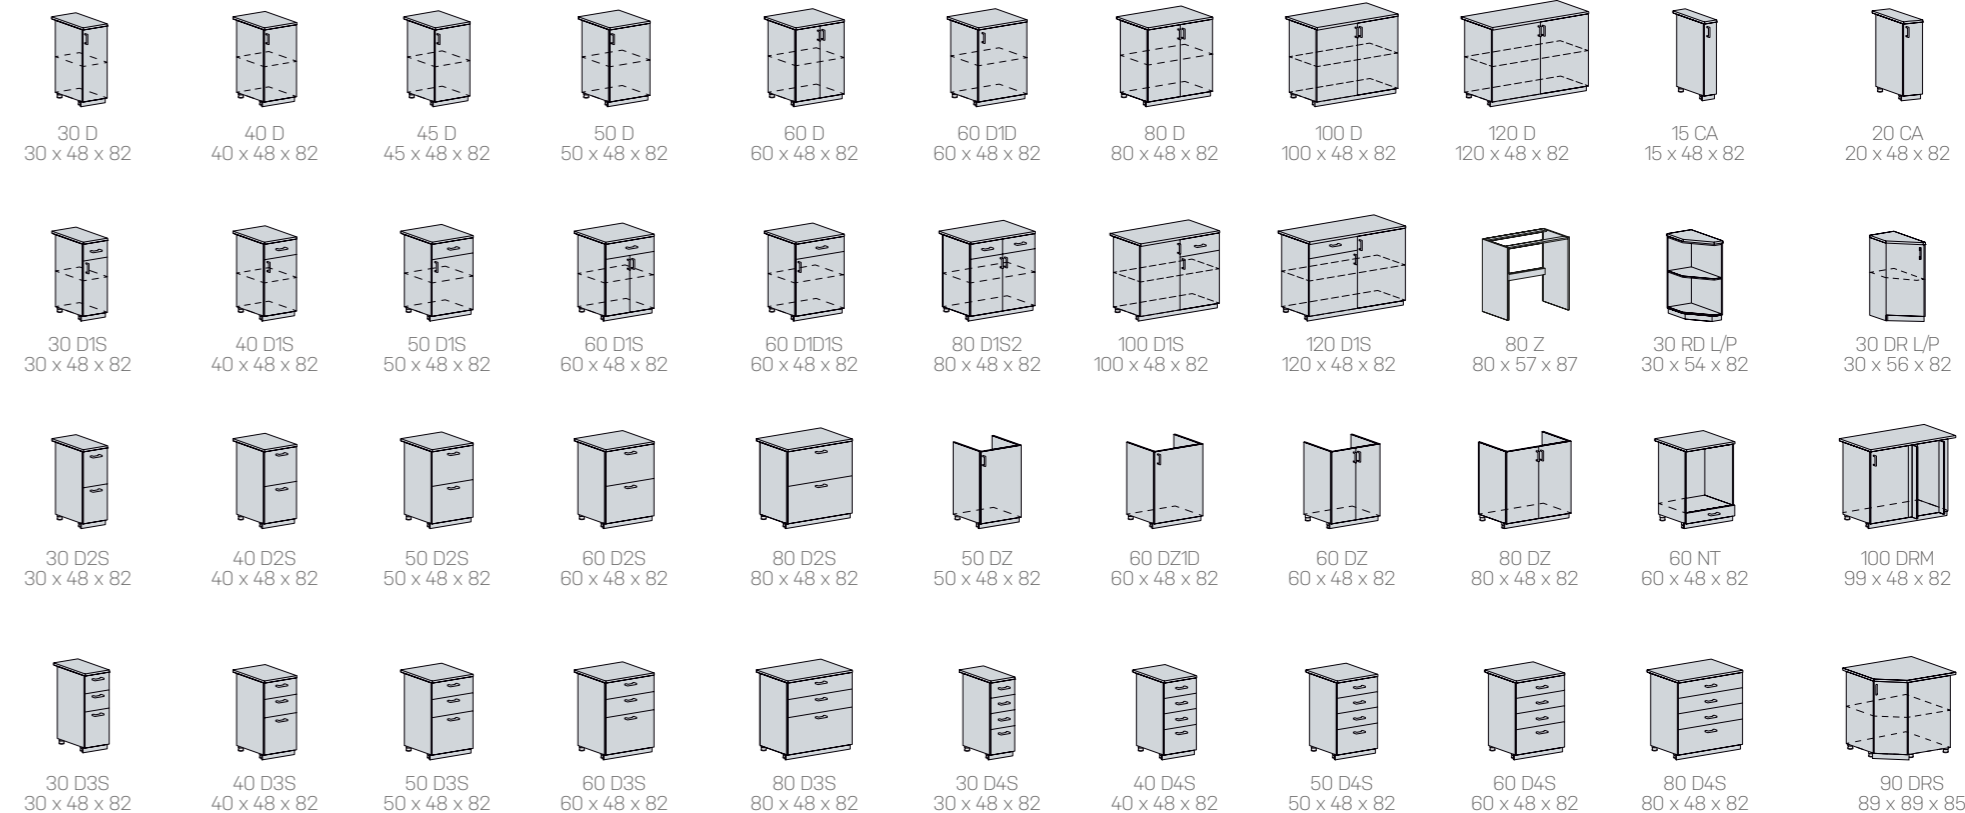 30 D
30 x 48 x 82
40 D
40 x 48 x 82
45 D
45 x 48 x 82
50 D
50 x 48 x 82
60 D
60 x 48 x 82
60 D1D
60 x 48 x 82
80 D
80 x 48 x 82
100 D
100 x 48 x 82
120 D
120 x 48 x 82
15 CA
15 x 48 x 82
20 CA
20 x 48 x 82
30 D1S
30 x 48 x 82
40 D1S
40 x 48 x 82
50 D1S
50 x 48 x 82
60 D1S
60 x 48 x 82
60 D1D1S
60 x 48 x 82
80 D1S2
80 x 48 x 82
100 D1S
100 x 48 x 82
120 D1S
120 x 48 x 82
80 Z
80 x 57 x 87
30 RD L/P
30 x 54 x 82
30 DR L/P
30 x 56 x 82
30 D2S
30 x 48 x 82
40 D2S
40 x 48 x 82
50 D2S
50 x 48 x 82
60 D2S
60 x 48 x 82
80 D2S
80 x 48 x 82
50 DZ
50 x 48 x 82
60 DZ1D
60 x 48 x 82
60 DZ
60 x 48 x 82
80 DZ
80 x 48 x 82
60 NT
60 x 48 x 82
100 DRM
99 x 48 x 82
30 D3S
30 x 48 x 82
40 D3S
40 x 48 x 82
50 D3S
50 x 48 x 82
60 D3S
60 x 48 x 82
80 D3S
80 x 48 x 82
30 D4S
30 x 48 x 82
40 D4S
40 x 48 x 82
50 D4S
50 x 48 x 82
60 D4S
60 x 48 x 82
80 D4S
80 x 48 x 82
90 DRS
89 x 89 x 85